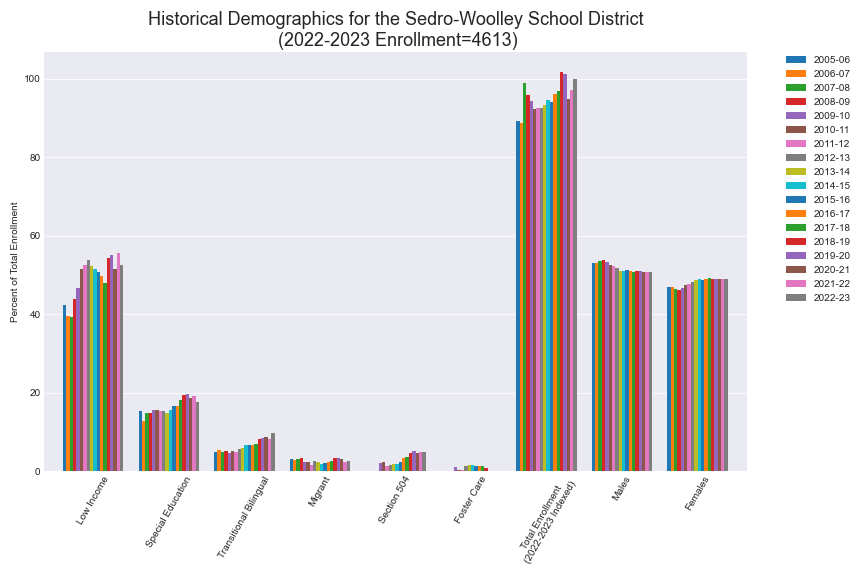 Historical Demographics for the Sedro-Woolley School District
(2022-2023 Enrollment=4613)
Percent of Total Enrollment
100
80
60
40
20
0
Low Income
Special Education
Transitional Bilingual
Migrant
Section 504
Foster Care
Total Enrollment
(2022-2023 Indexed)
Males
Females
2005-06
2006-07
2007-08
2008-09
2009-10
2010-11
2011-12
2012-13
2013-14
2014-15
2015-16
2016-17
2017-18
2018-19
2019-20
2020-21
2021-22
2022-23